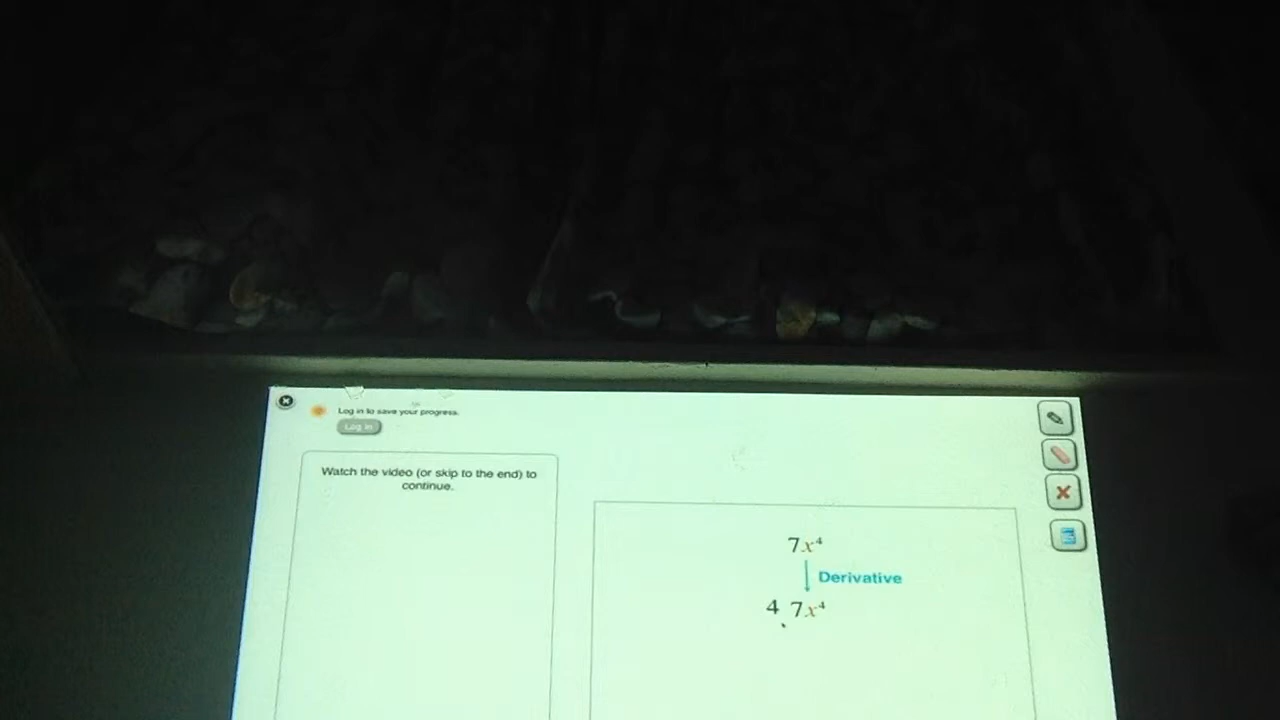 Log in to save your progress.
Log in
Watch the video (or skip to the end) to
continue.
7x⁴
Derivative
4 7x⁴